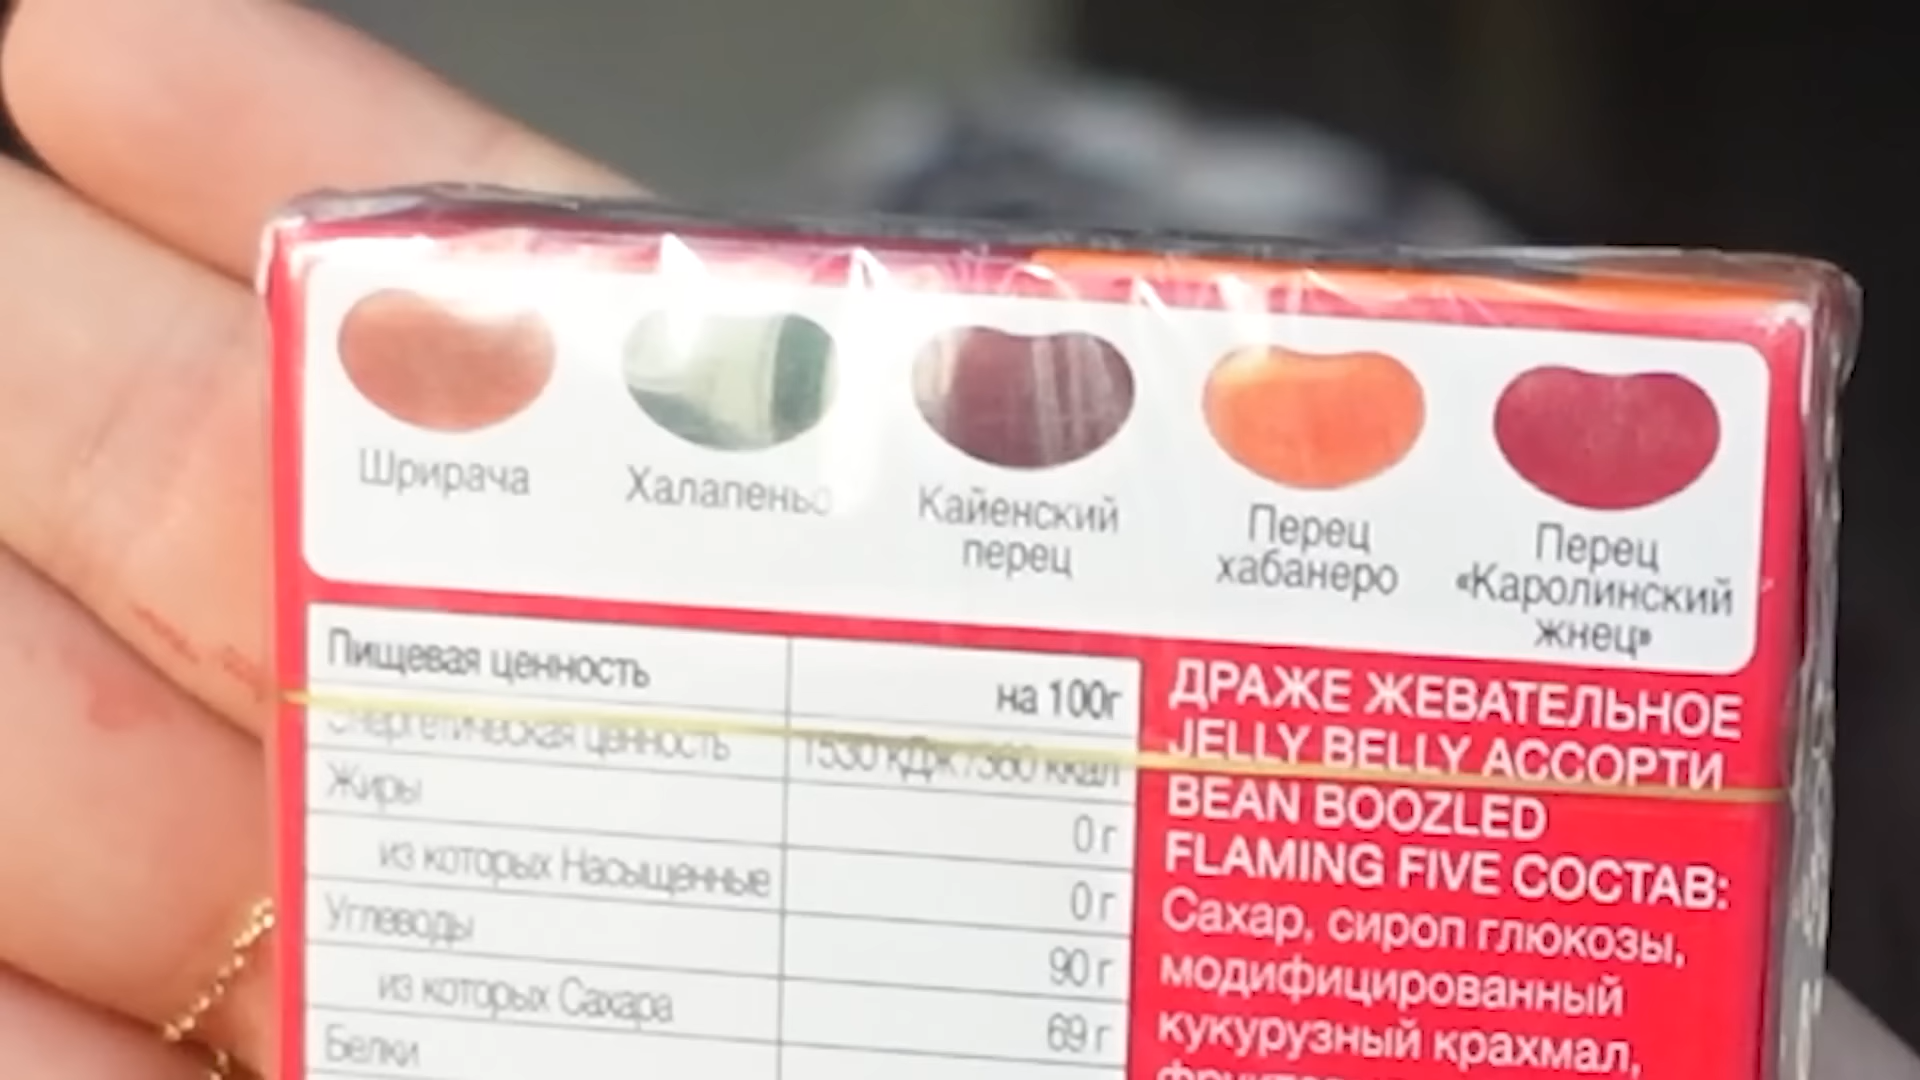 Шрирача
Халапеньо
Кайенский
перец
Перец
хабанеро
Перец
«Каролинский
жнец»
Пищевая ценность
на 100г
Энергетическая ценность
1530 кДж / 360 ккал
Жиры
0 г
из которых Насыщенные
0 г
Углеводы
90 г
из которых Сахара
69 г
Белки
ДРАЖЕ ЖЕВАТЕЛЬНОЕ
JELLY BELLY АССОРТИ
BEAN BOOZLED
FLAMING FIVE СОСТАВ:
Сахар, сироп глюкозы,
модифицированный
кукурузный крахмал,